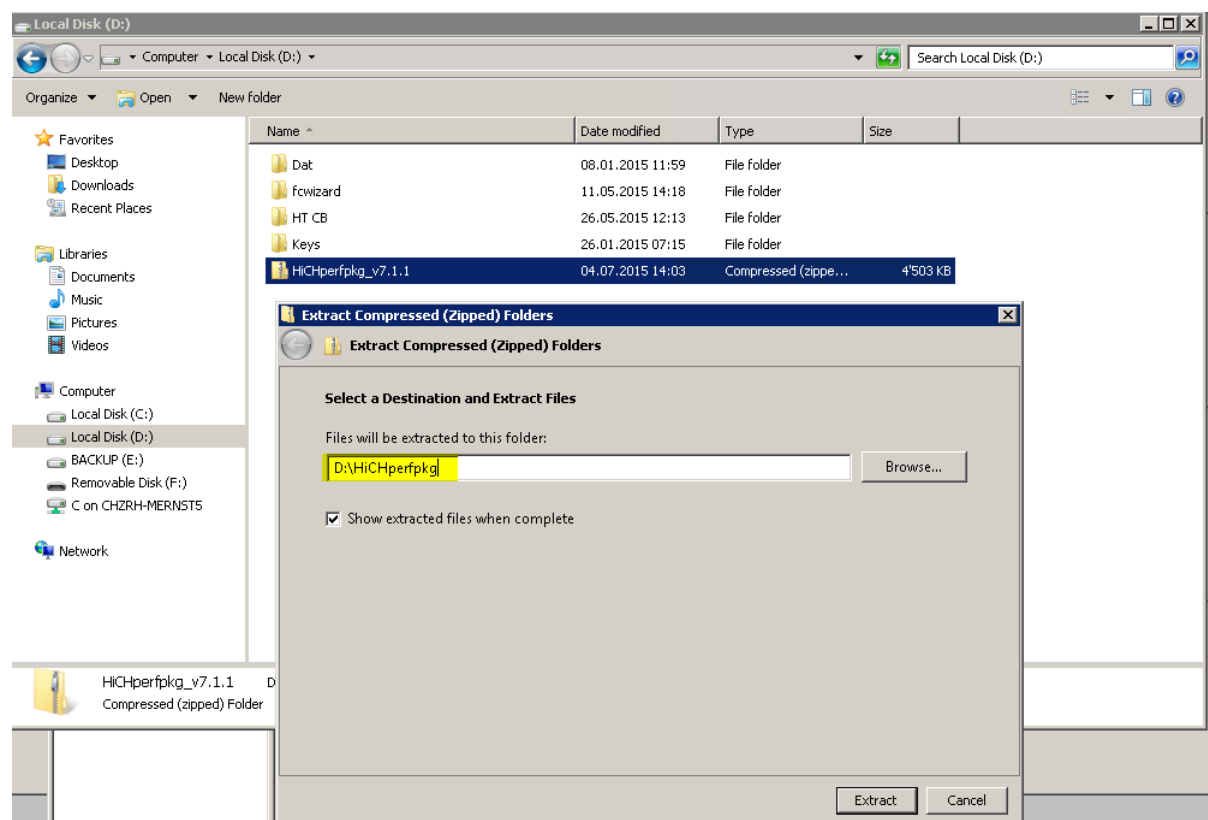 Local Disk (D:)
Computer Local Disk (D:) Search Local Disk (D:)
Organize Open New folder
Name Date modified Type Size
Favorites
Desktop
Downloads
Recent Places
Libraries
Documents
Music
Pictures
Videos
Computer
Local Disk (C:)
Local Disk (D:)
BACKUP (E:)
Removable Disk (F:)
C on CHZRH-MERNST5
Network
Dat 08.01.2015 11:59 File folder
fcwizard 11.05.2015 14:18 File folder
HT CB 26.05.2015 12:13 File folder
Keys 26.01.2015 07:15 File folder
HiCHperfpkg_v7.1.1 04.07.2015 14:03 Compressed (zippe... 4'503 KB
Extract Compressed (Zipped) Folders
Extract Compressed (Zipped) Folders
Select a Destination and Extract Files
Files will be extracted to this folder:
D:\HiCHperfpkg
Browse...
Show extracted files when complete
Extract Cancel
HiCHperfpkg_v7.1.1 D
Compressed (zipped) Folder